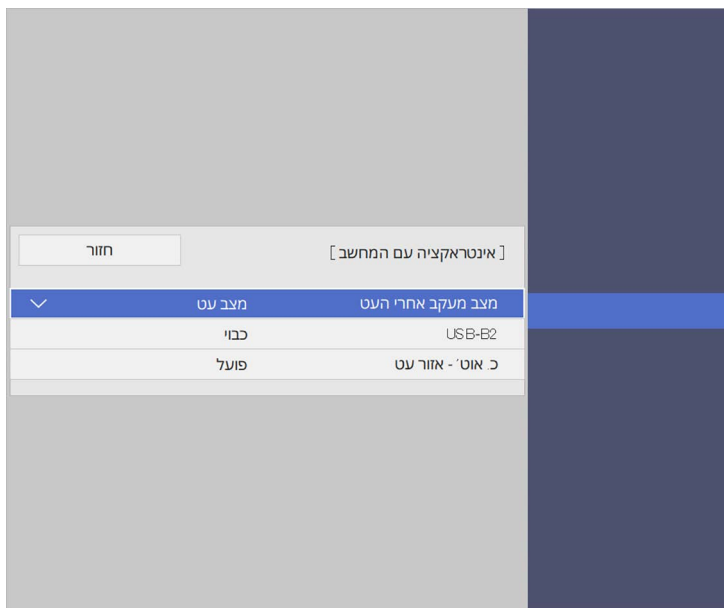 [ אינטראקציה עם המחשב ] חזור
מצב מעקב אחרי העט מצב עט
USB-B2 כבוי
כ. אוט׳ - אזור עט פועל